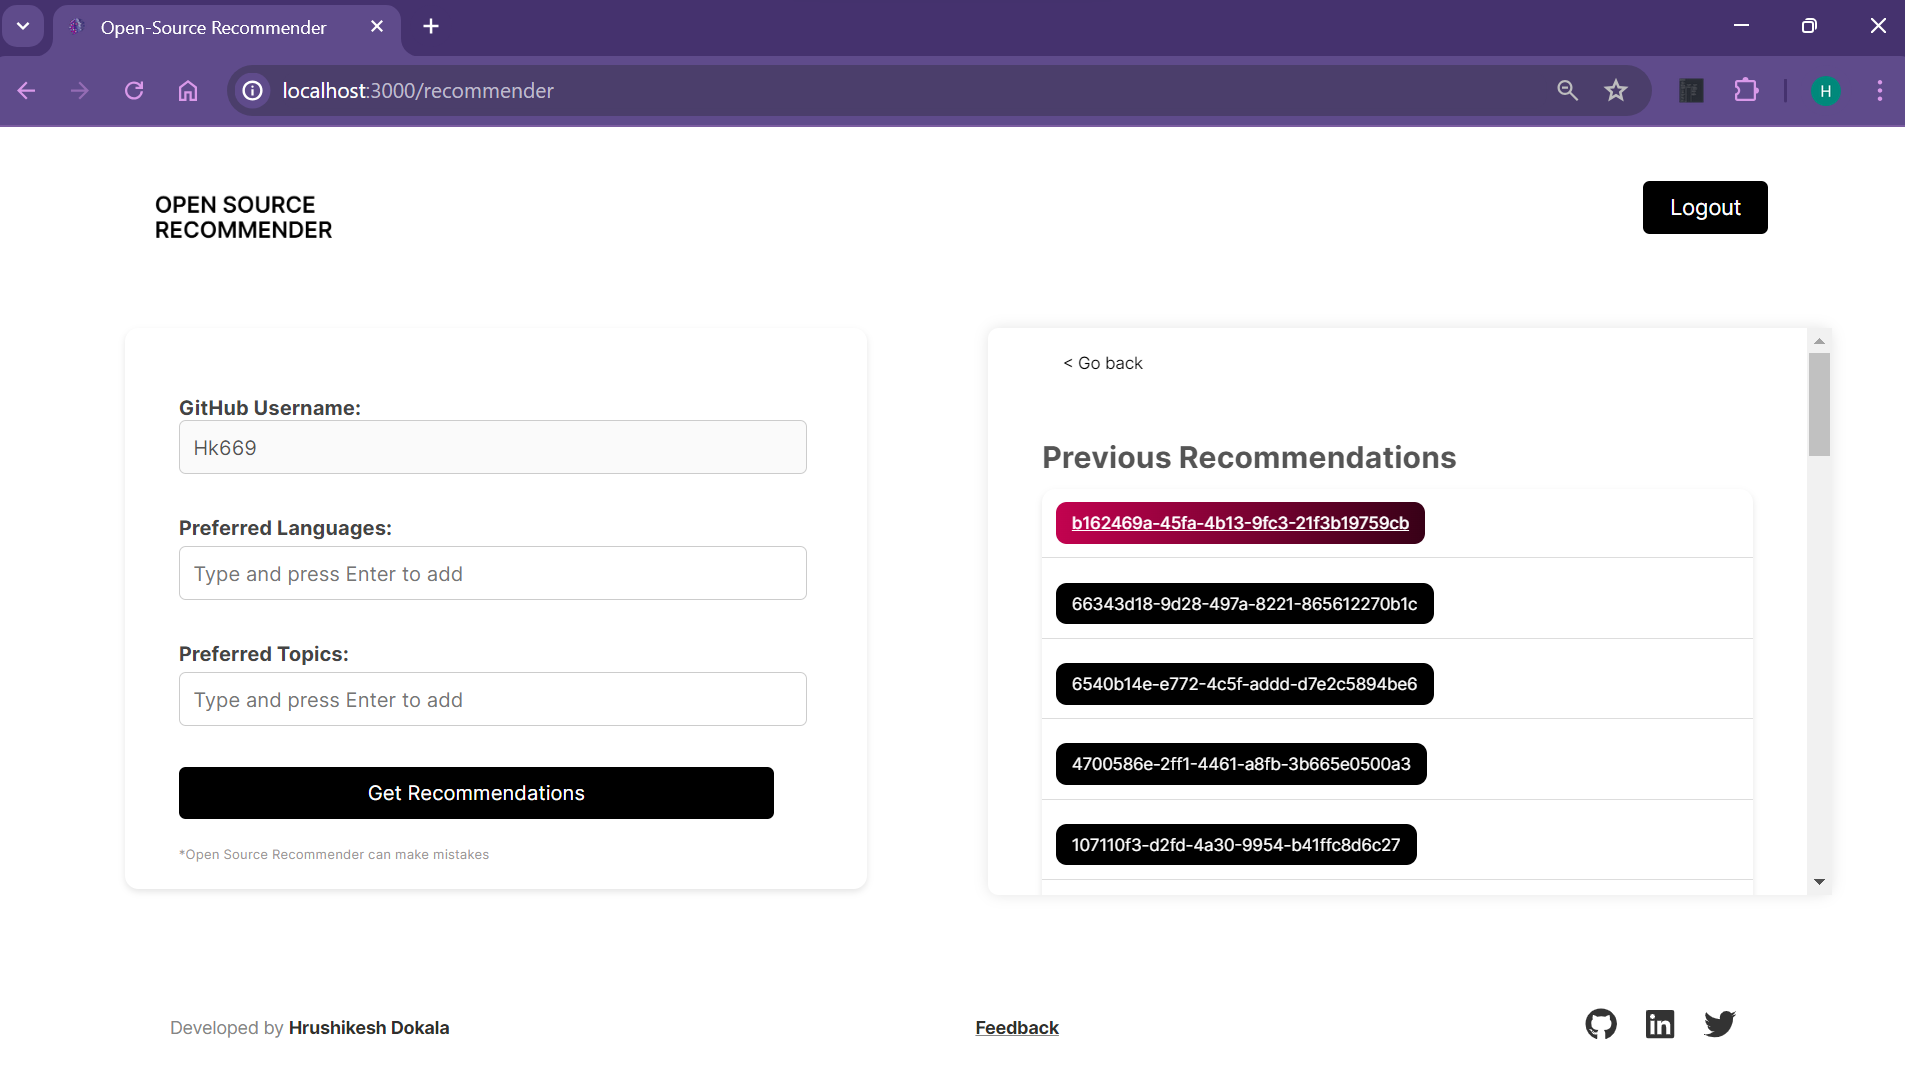 Open-Source Recommender
localhost:3000/recommender
H
OPEN SOURCE
RECOMMENDER
Logout
GitHub Username:
Hk669
Preferred Languages:
Type and press Enter to add
Preferred Topics:
Type and press Enter to add
Get Recommendations
*Open Source Recommender can make mistakes
< Go back
Previous Recommendations
b162469a-45fa-4b13-9fc3-21f3b19759cb
66343d18-9d28-497a-8221-865612270b1c
6540b14e-e772-4c5f-addd-d7e2c5894be6
4700586e-2ff1-4461-a8fb-3b665e0500a3
107110f3-d2fd-4a30-9954-b41ffc8d6c27
Developed by Hrushikesh Dokala
Feedback
in